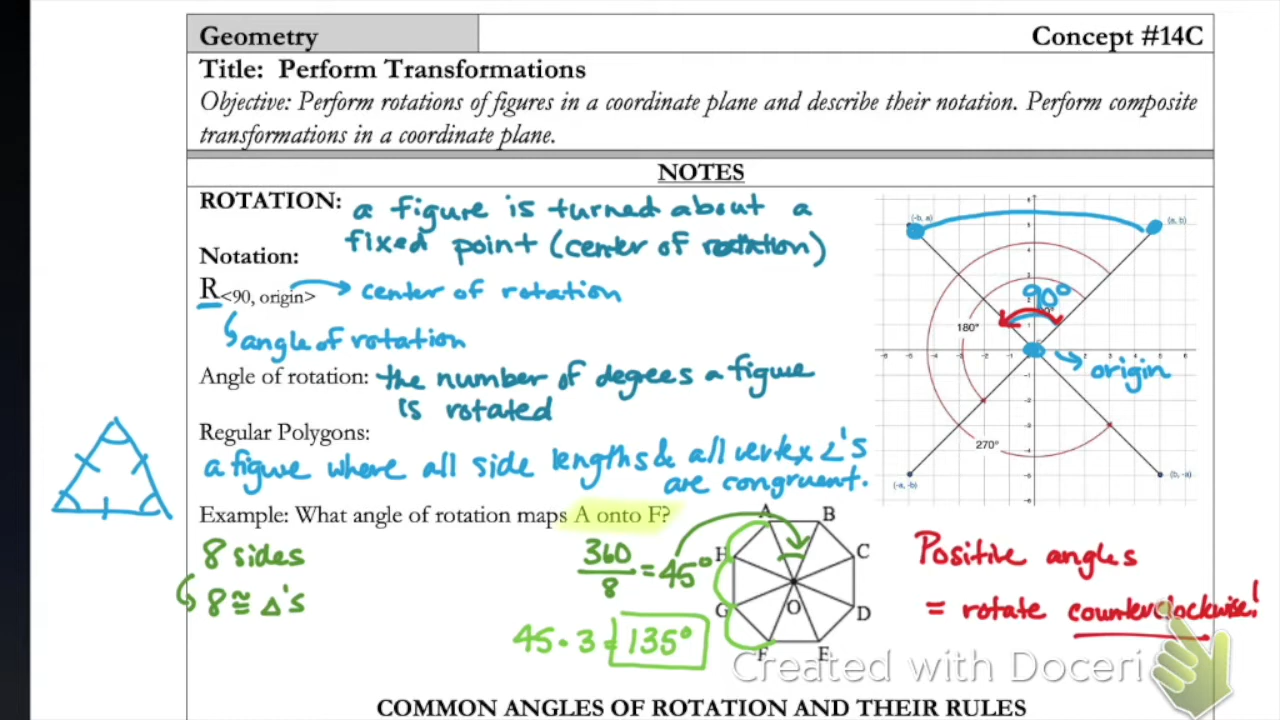 Geometry Concept #14C
Title: Perform Transformations
Objective: Perform rotations of figures in a coordinate plane and describe their notation. Perform composite
transformations in a coordinate plane.
NOTES
ROTATION: a figure is turned about a
fixed point (center of rotation)
Notation:
R<90, origin> → center of rotation
angle of rotation
Angle of rotation: the number of degees a figure
is rotated
Regular Polygons:
a figure where all side lengths & all vertex ∠'s
are congruent.
Example: What angle of rotation maps A onto F?
8 sides
8 ≅ Δ's
360/8 = 45°
45 · 3 = 135°
A B
H C
G O D
F E
(-b, a) (a, b)
90°
180°
origin
270°
(-a, -b) (b, -a)
Positive angles
= rotate counterclockwise!
Created with Doceri
COMMON ANGLES OF ROTATION AND THEIR RULES